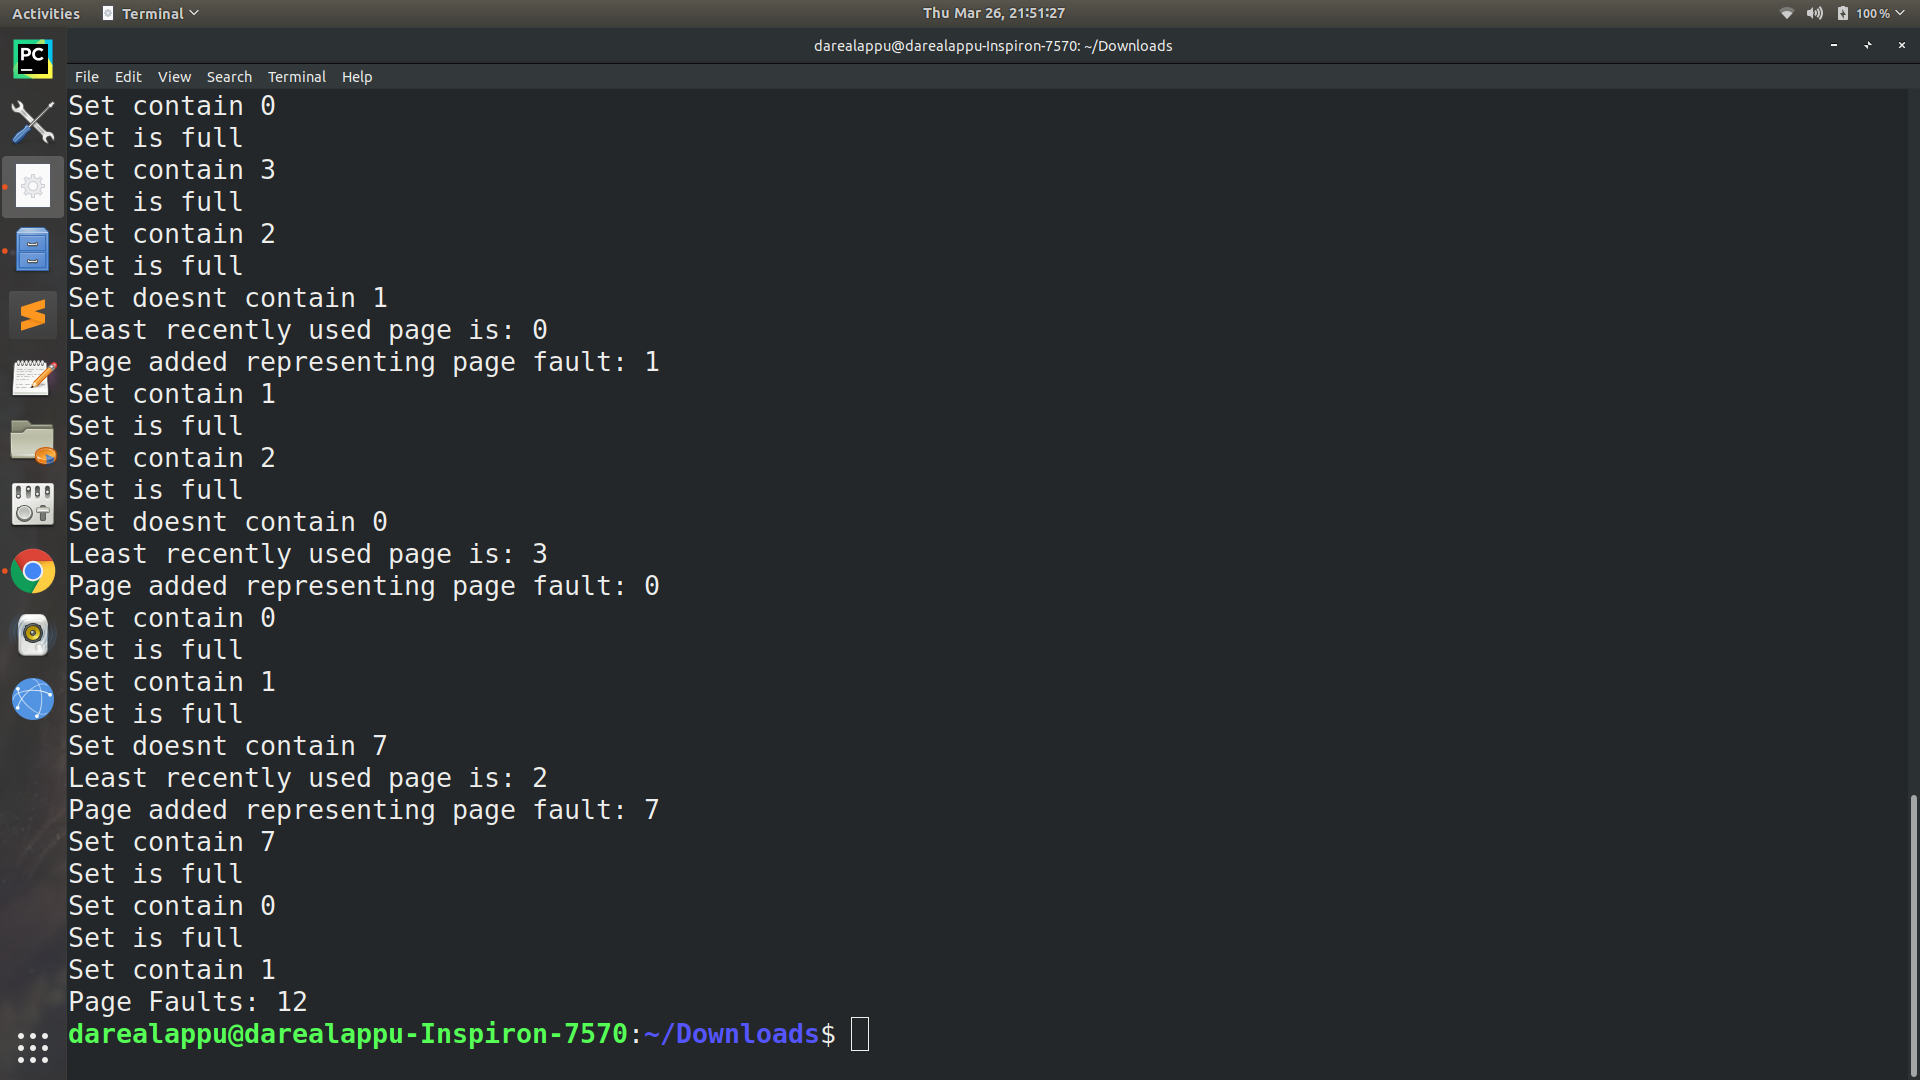 Activities
Terminal
Thu Mar 26, 21:51:27
100 %
PC
darealappu@darealappu-Inspiron-7570: ~/Downloads
File Edit View Search Terminal Help
Set contain 0
Set is full
Set contain 3
Set is full
Set contain 2
Set is full
Set doesnt contain 1
Least recently used page is: 0
Page added representing page fault: 1
Set contain 1
Set is full
Set contain 2
Set is full
Set doesnt contain 0
Least recently used page is: 3
Page added representing page fault: 0
Set contain 0
Set is full
Set contain 1
Set is full
Set doesnt contain 7
Least recently used page is: 2
Page added representing page fault: 7
Set contain 7
Set is full
Set contain 0
Set is full
Set contain 1
Page Faults: 12
darealappu@darealappu-Inspiron-7570:~/Downloads$